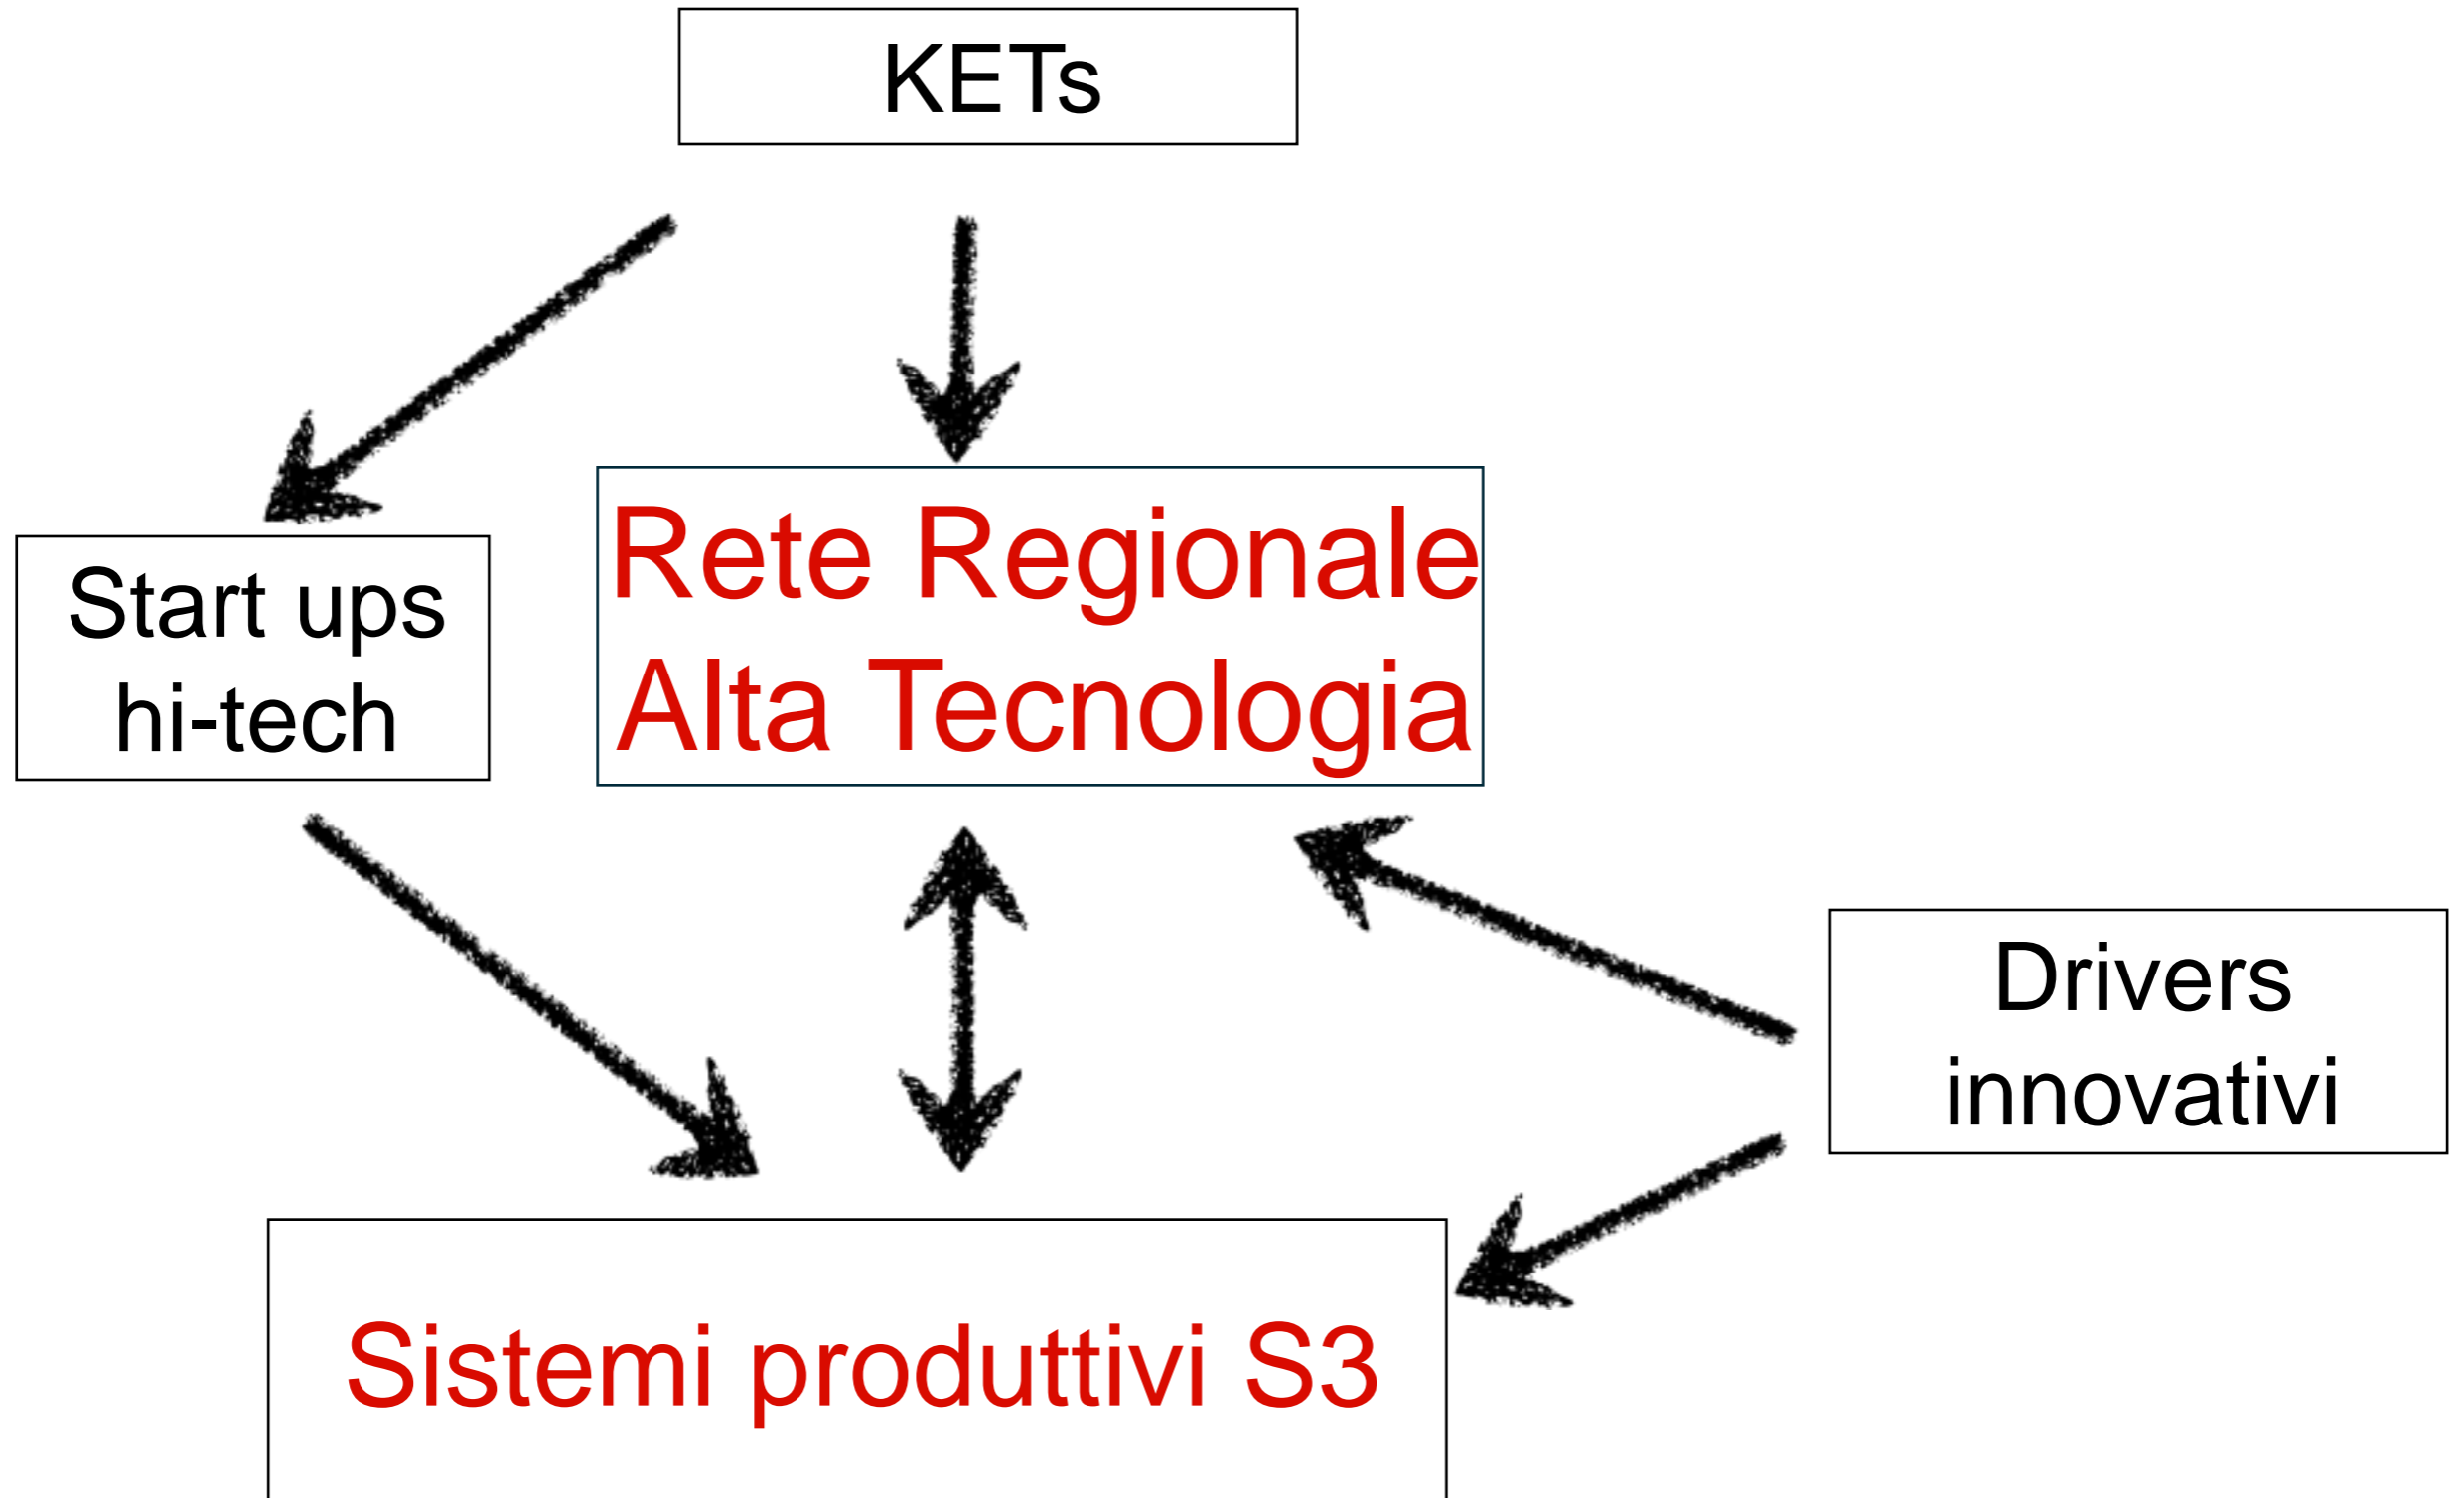 KETs
Start ups
hi-tech
Rete Regionale
Alta Tecnologia
Drivers
innovativi
Sistemi produttivi S3